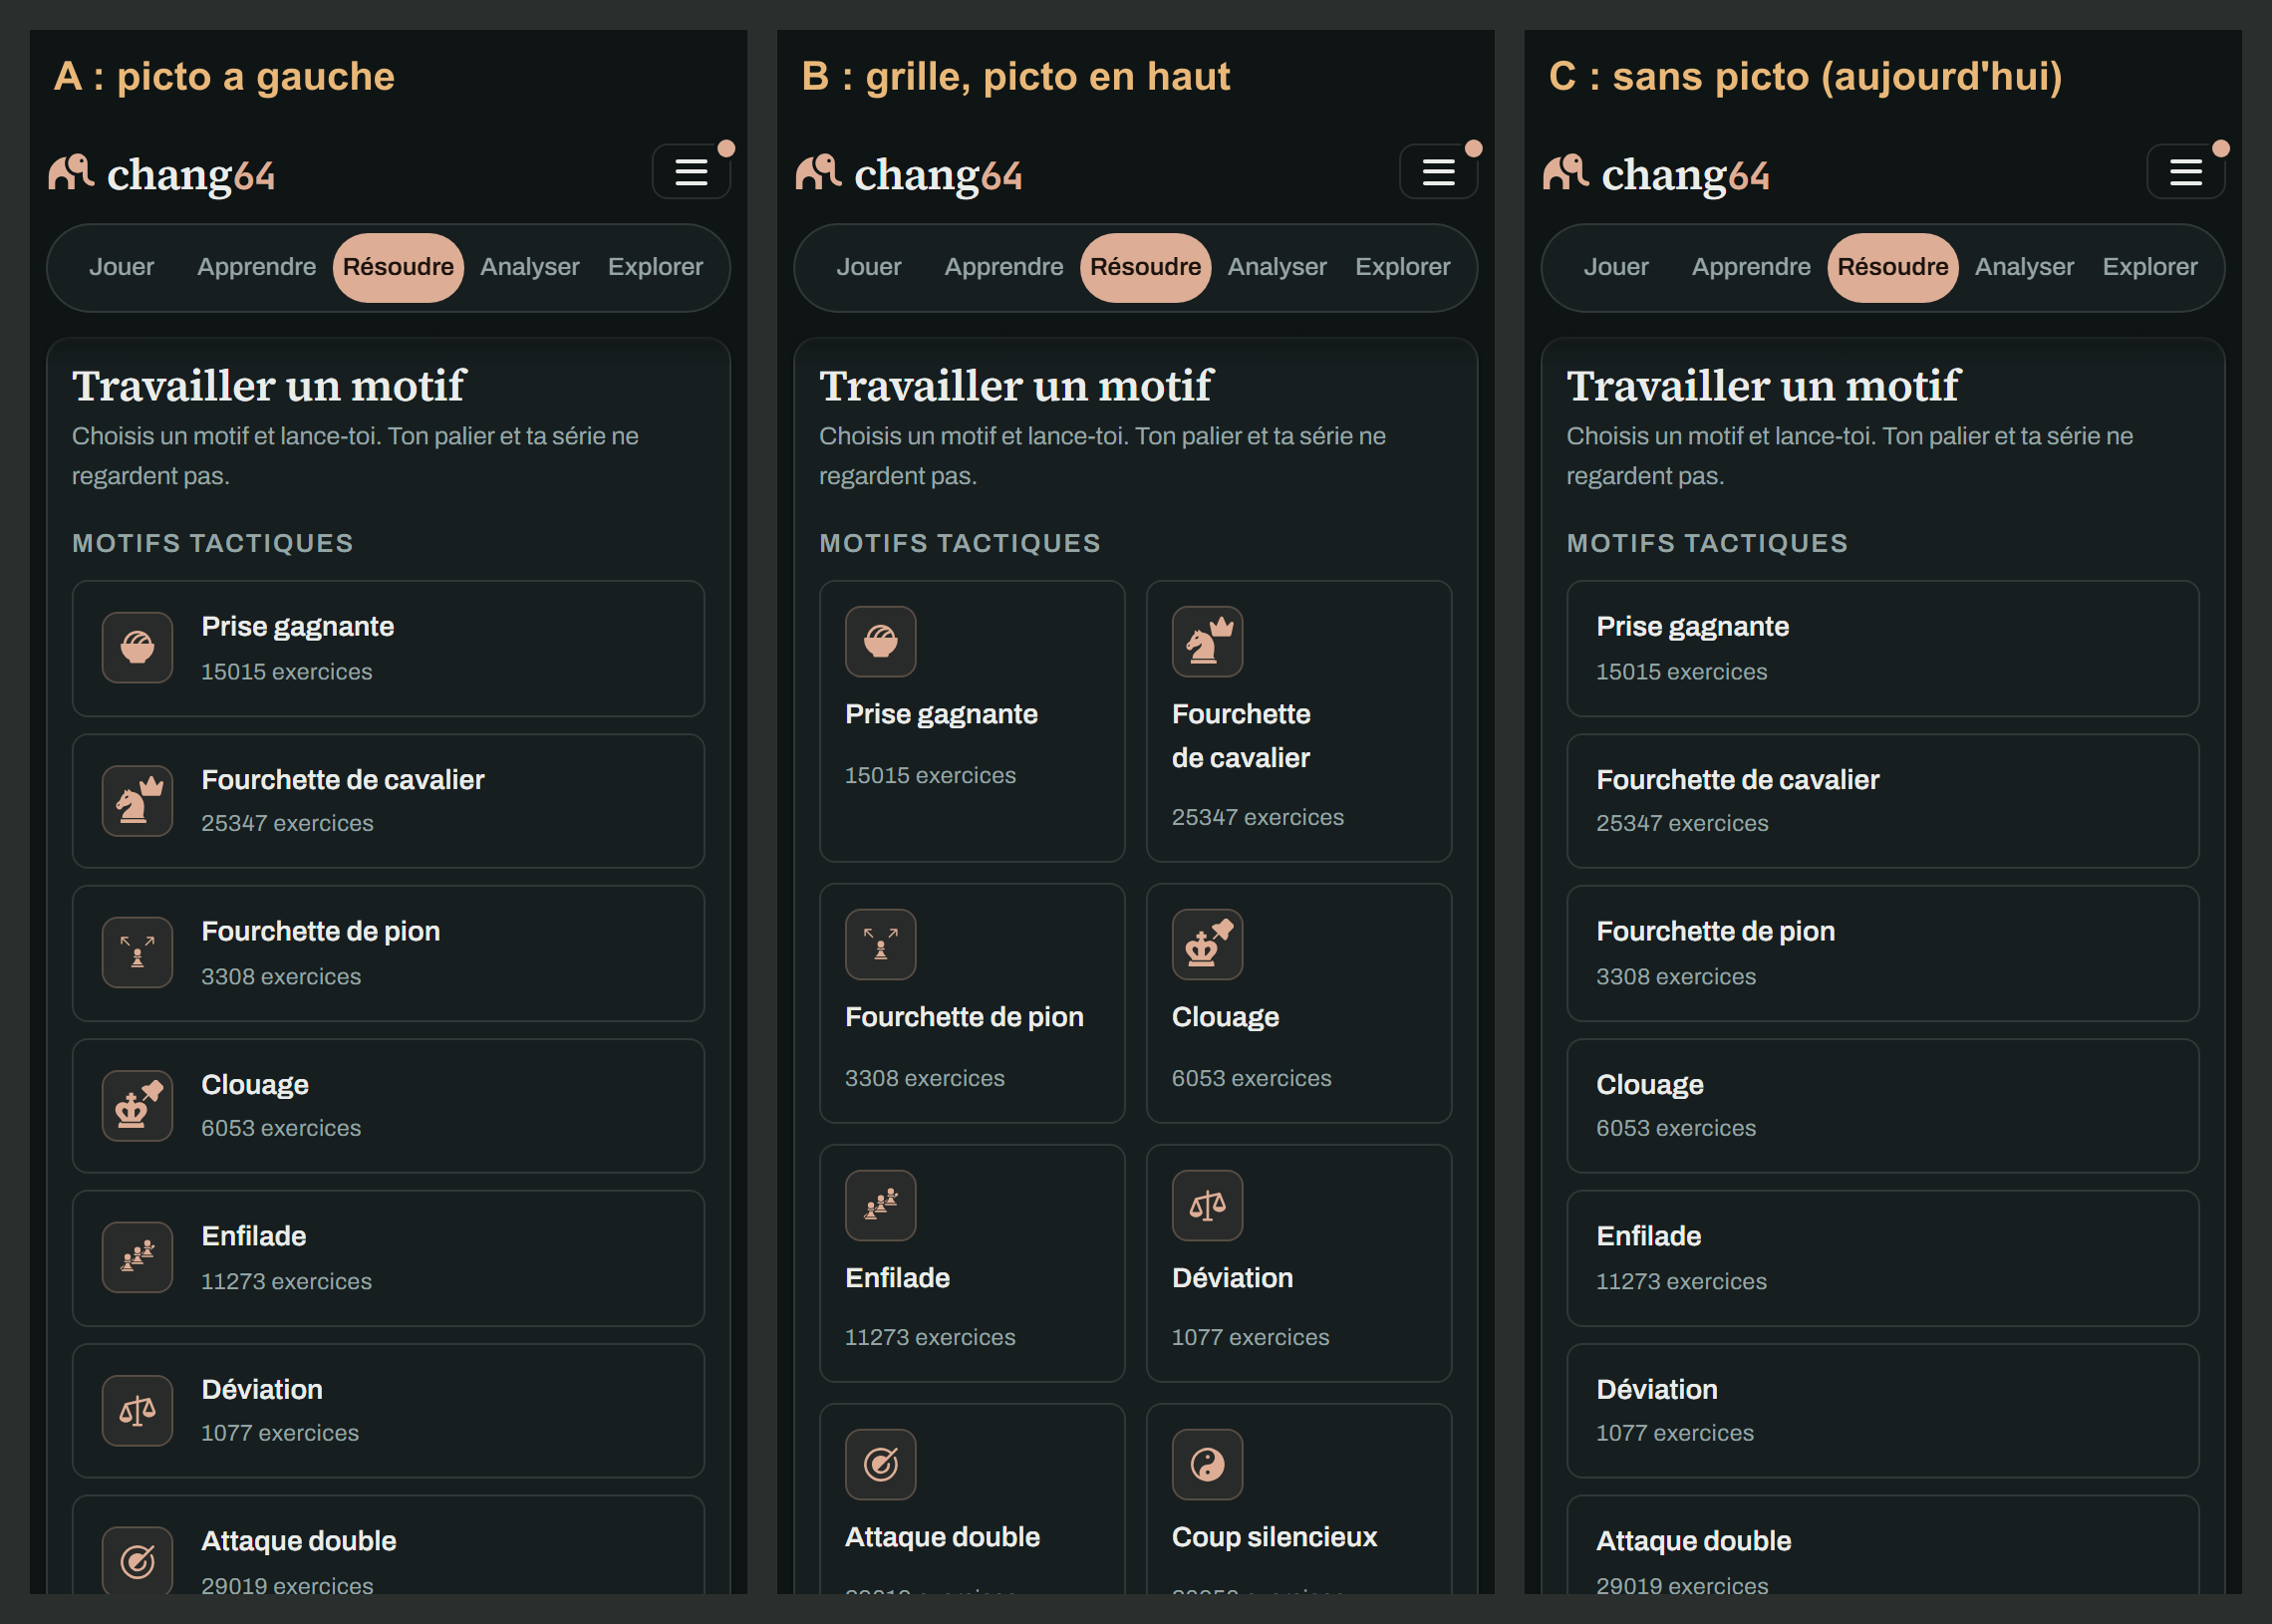 A : picto a gauche
chang64
Jouer Apprendre Résoudre Analyser Explorer
Travailler un motif
Choisis un motif et lance-toi. Ton palier et ta série ne
regardent pas.
MOTIFS TACTIQUES
Prise gagnante
15015 exercices
Fourchette de cavalier
25347 exercices
Fourchette de pion
3308 exercices
Clouage
6053 exercices
Enfilade
11273 exercices
Déviation
1077 exercices
Attaque double
29019 exercices
B : grille, picto en haut
chang64
Jouer Apprendre Résoudre Analyser Explorer
Travailler un motif
Choisis un motif et lance-toi. Ton palier et ta série ne
regardent pas.
MOTIFS TACTIQUES
Prise gagnante
15015 exercices
Fourchette
de cavalier
25347 exercices
Fourchette de pion
3308 exercices
Clouage
6053 exercices
Enfilade
11273 exercices
Déviation
1077 exercices
Attaque double
Coup silencieux
C : sans picto (aujourd'hui)
chang64
Jouer Apprendre Résoudre Analyser Explorer
Travailler un motif
Choisis un motif et lance-toi. Ton palier et ta série ne
regardent pas.
MOTIFS TACTIQUES
Prise gagnante
15015 exercices
Fourchette de cavalier
25347 exercices
Fourchette de pion
3308 exercices
Clouage
6053 exercices
Enfilade
11273 exercices
Déviation
1077 exercices
Attaque double
29019 exercices